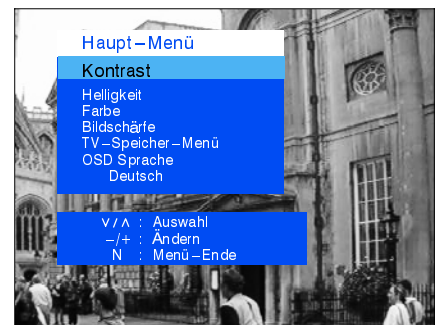 Haupt–Menü
Kontrast
Helligkeit
Farbe
Bildschärfe
TV–Speicher–Menü
OSD Sprache
Deutsch
∨/∧ : Auswahl
–/+ : Ändern
N : Menü–Ende